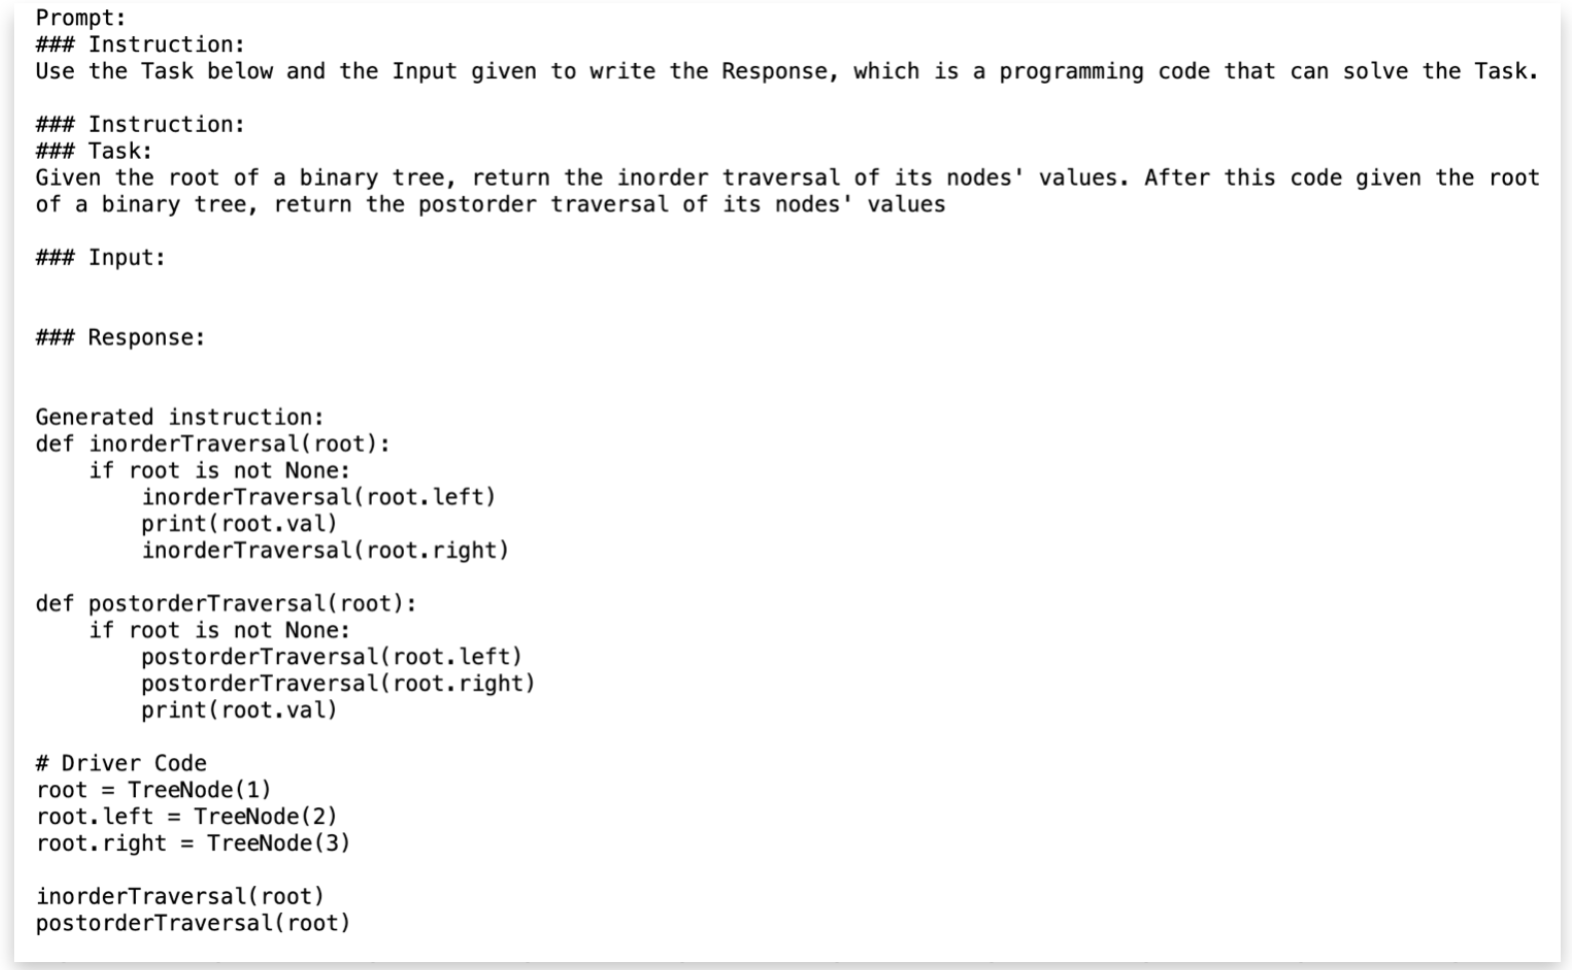 Prompt:
### Instruction:
Use the Task below and the Input given to write the Response, which is a programming code that can solve the Task.
### Instruction:
### Task:
Given the root of a binary tree, return the inorder traversal of its nodes' values. After this code given the root
of a binary tree, return the postorder traversal of its nodes' values
### Input:
### Response:
Generated instruction:
def inorderTraversal(root):
    if root is not None:
        inorderTraversal(root.left)
        print(root.val)
        inorderTraversal(root.right)
def postorderTraversal(root):
    if root is not None:
        postorderTraversal(root.left)
        postorderTraversal(root.right)
        print(root.val)
# Driver Code
root = TreeNode(1)
root.left = TreeNode(2)
root.right = TreeNode(3)
inorderTraversal(root)
postorderTraversal(root)